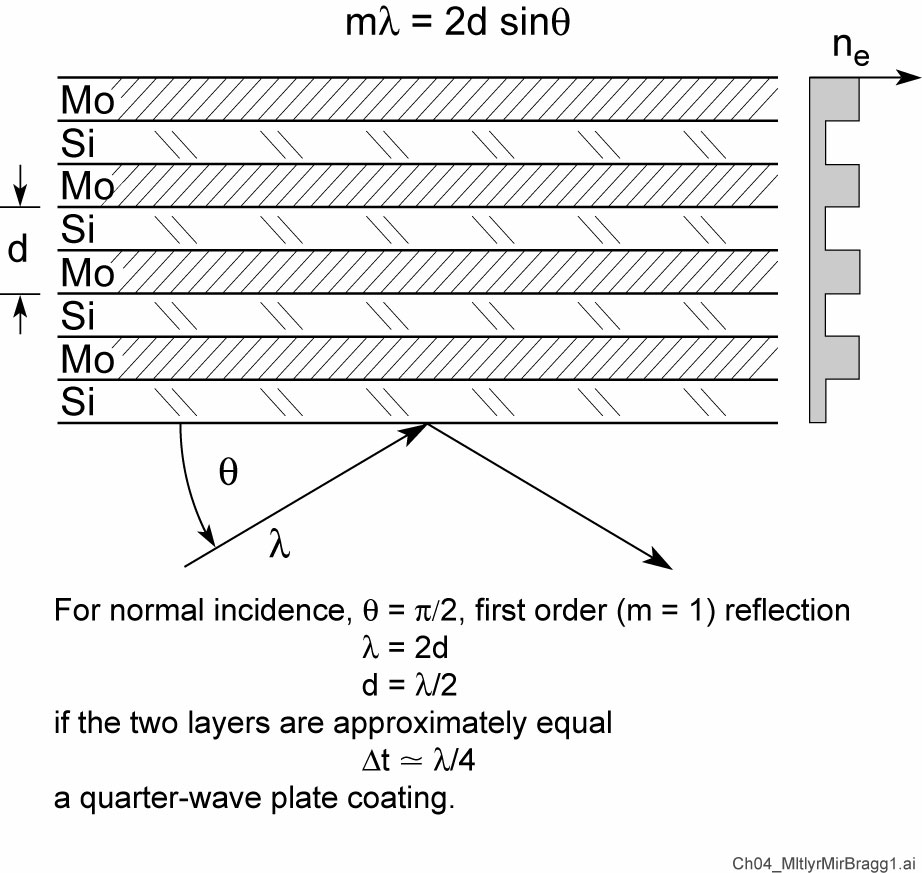 mλ = 2d sinθ
nₑ
Mo
Si
Mo
Si
d
Mo
Si
Mo
Si
θ
λ
For normal incidence, θ = π/2, first order (m = 1) reflection
λ = 2d
d = λ/2
if the two layers are approximately equal
Δt ≃ λ/4
a quarter-wave plate coating.
Ch04_MltlyrMirBragg1.ai